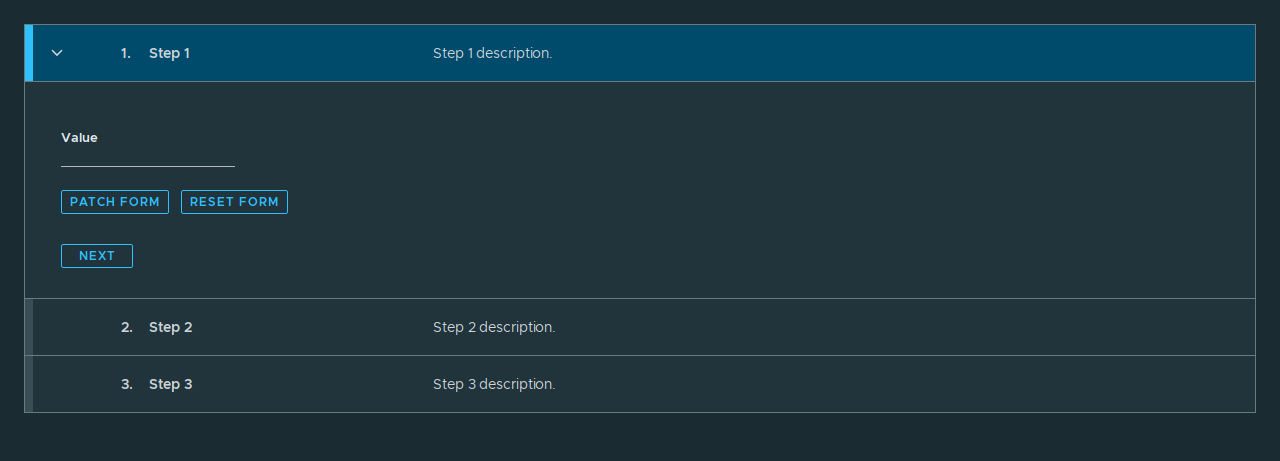 1. Step 1 Step 1 description.
Value
PATCH FORM RESET FORM
NEXT
2. Step 2 Step 2 description.
3. Step 3 Step 3 description.